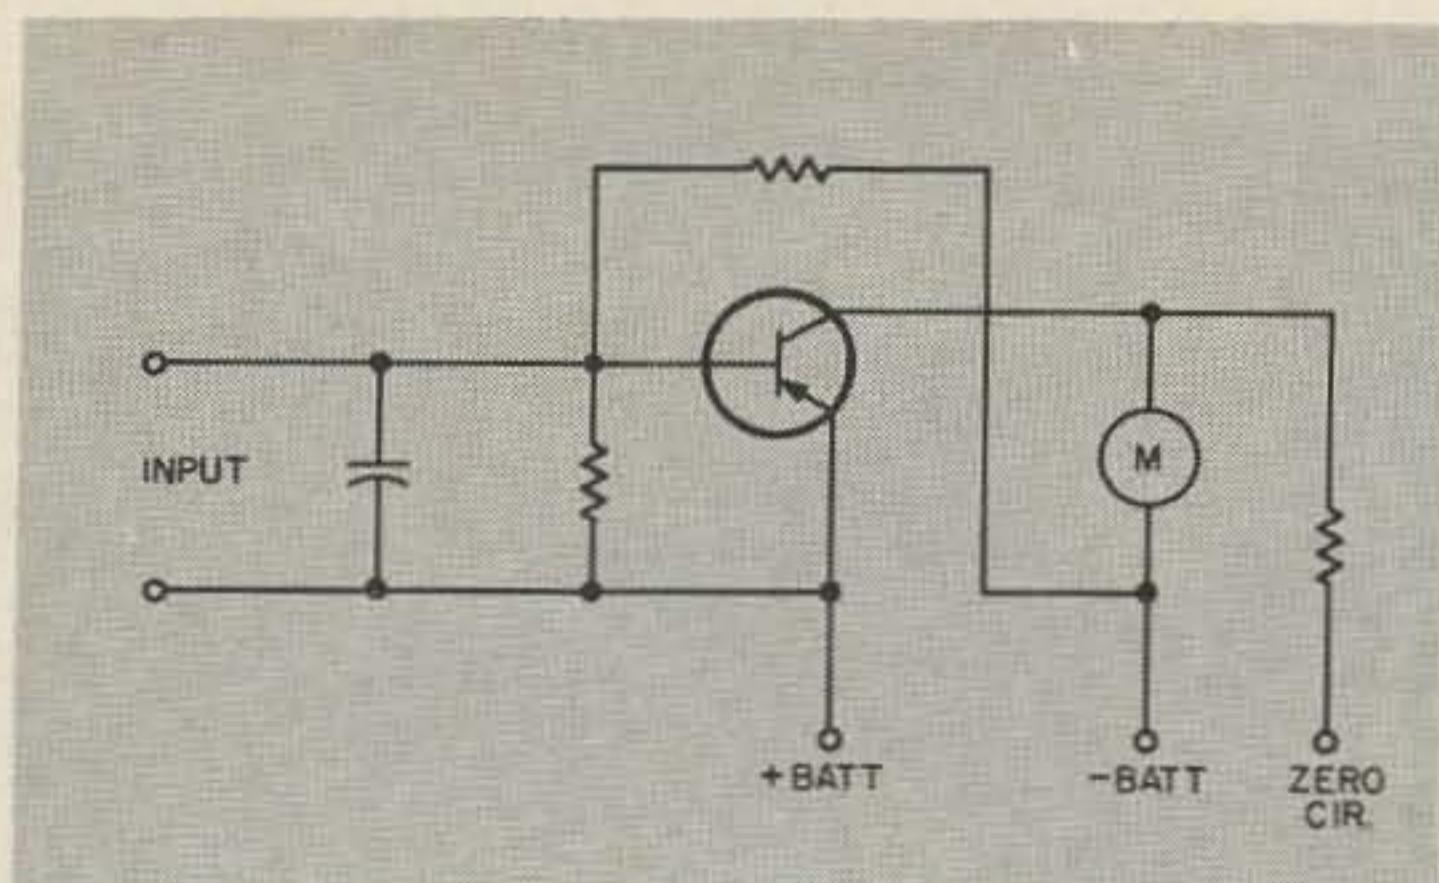 INPUT
M
+BATT
-BATT
ZERO
CIR.